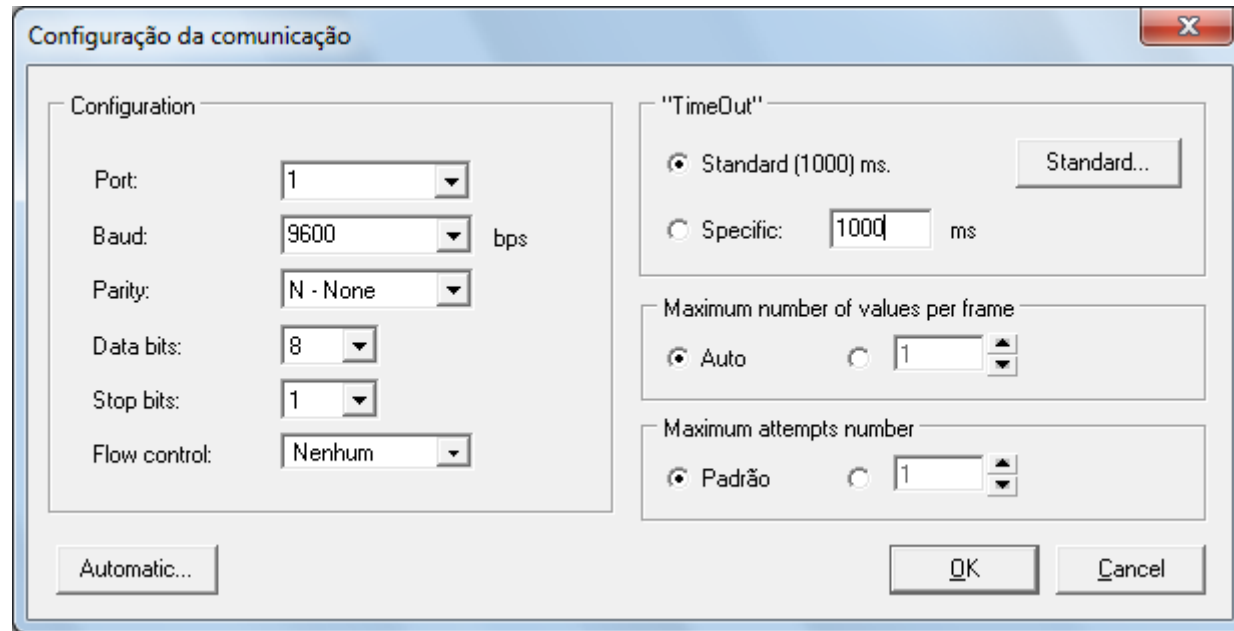 Configuração da comunicação
Configuration
Port:
1
Baud:
9600
bps
Parity:
N - None
Data bits:
8
Stop bits:
1
Flow control:
Nenhum
"TimeOut"
Standard (1000) ms.
Standard...
Specific:
1000
ms
Maximum number of values per frame
Auto
1
Maximum attempts number
Padrão
1
Automatic...
OK
Cancel